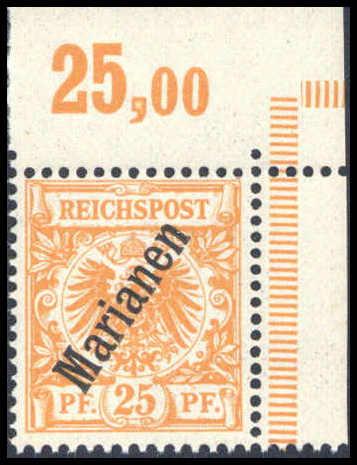 25,00
REICHSPOST
Marianen
PF. 25 PF.